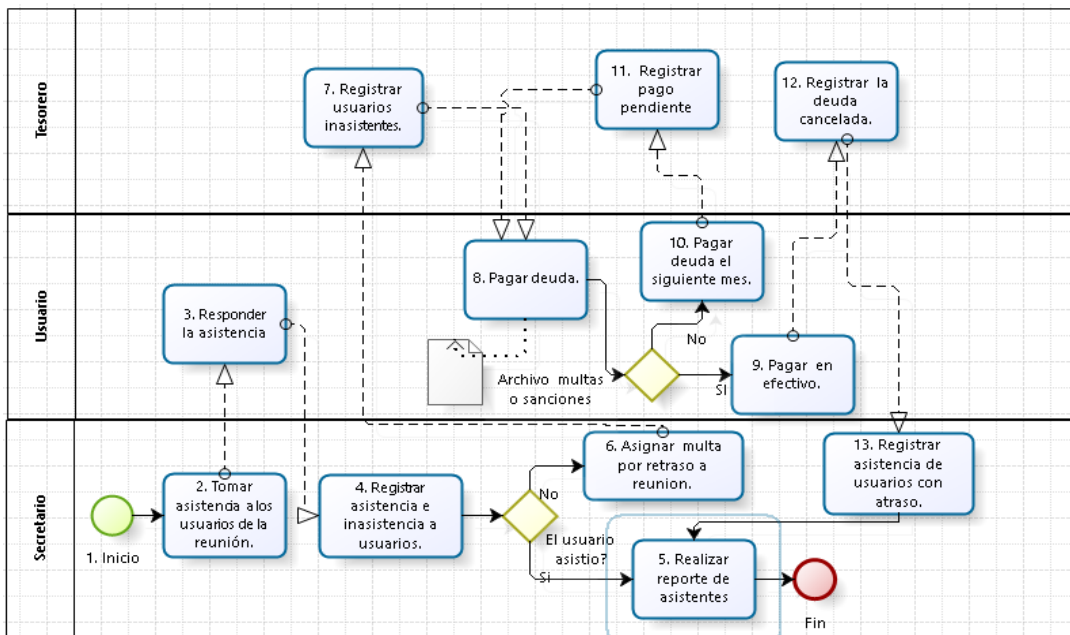 Tesorero
7. Registrar
usuarios
inasistentes.
11. Registrar
pago
pendiente
12. Registrar la
deuda
cancelada.
Usuario
3. Responder
la asistencia
8. Pagar deuda.
10. Pagar
deuda el
siguiente mes.
No
9. Pagar en
efectivo.
SI
Archivo multas
o sanciones
Secretario
1. Inicio
2. Tomar
asistencia a los
usuarios de la
reunión.
4. Registrar
asistencia e
inasistencia a
usuarios.
No
El usuario
asistio?
Si
6. Asignar multa
por retraso a
reunion.
5. Realizar
reporte de
asistentes
13. Registrar
asistencia de
usuarios con
atraso.
Fin